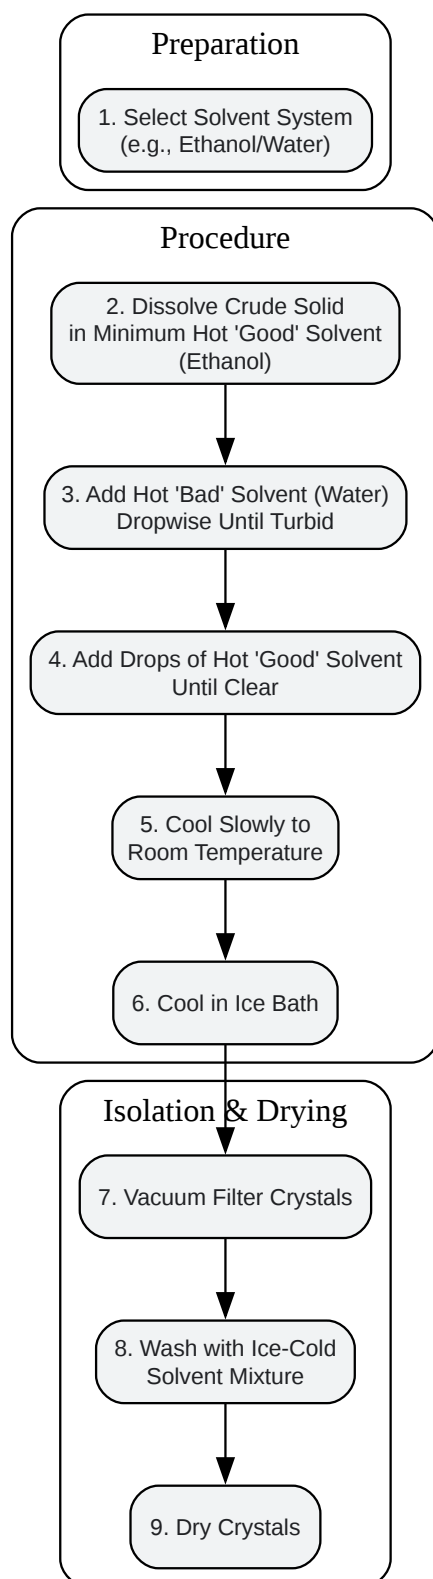 Preparation
1. Select Solvent System
(e.g., Ethanol/Water)
Procedure
2. Dissolve Crude Solid
in Minimum Hot 'Good' Solvent
(Ethanol)
3. Add Hot 'Bad' Solvent (Water)
Dropwise Until Turbid
4. Add Drops of Hot 'Good' Solvent
Until Clear
5. Cool Slowly to
Room Temperature
6. Cool in Ice Bath
Isolation & Drying
7. Vacuum Filter Crystals
8. Wash with Ice-Cold
Solvent Mixture
9. Dry Crystals